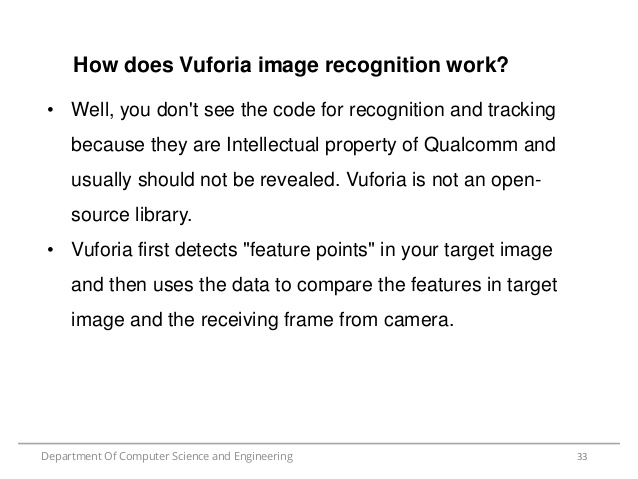 How does Vuforia image recognition work?
• Well, you don't see the code for recognition and tracking
because they are Intellectual property of Qualcomm and
usually should not be revealed. Vuforia is not an open-
source library.
• Vuforia first detects "feature points" in your target image
and then uses the data to compare the features in target
image and the receiving frame from camera.
Department Of Computer Science and Engineering 33